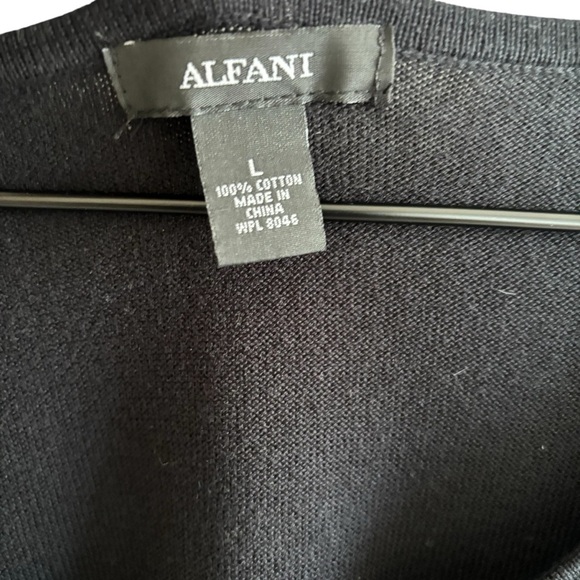 ALFANI
L
100% COTTON
MADE IN
CHINA
WPL 8046